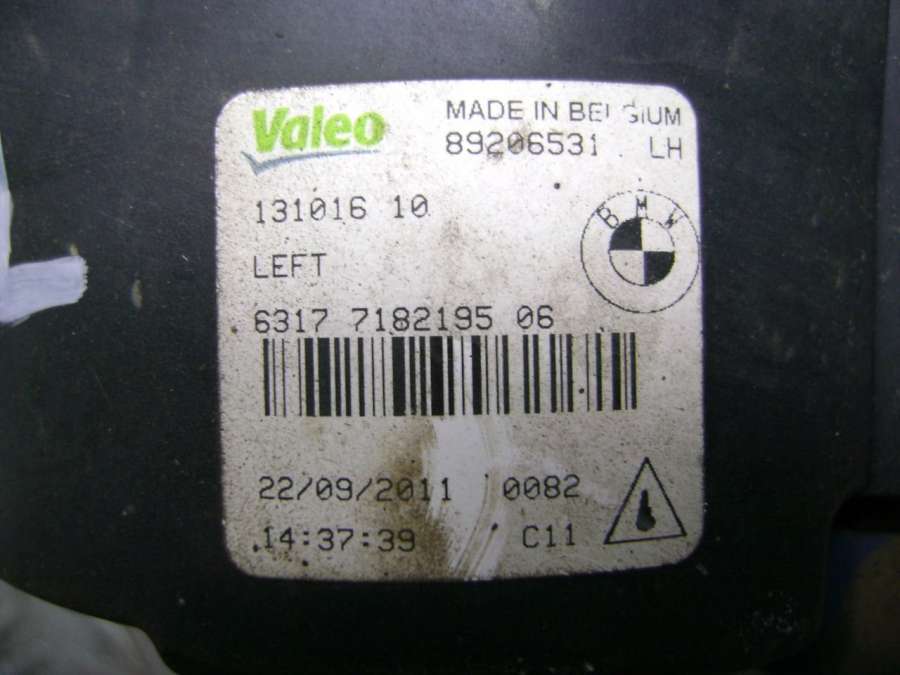 Valeo
MADE IN BELGIUM
89206531 LH
131016 10
BMW
LEFT
6317 7182195 06
22/09/2011 0082
14:37:39 C11